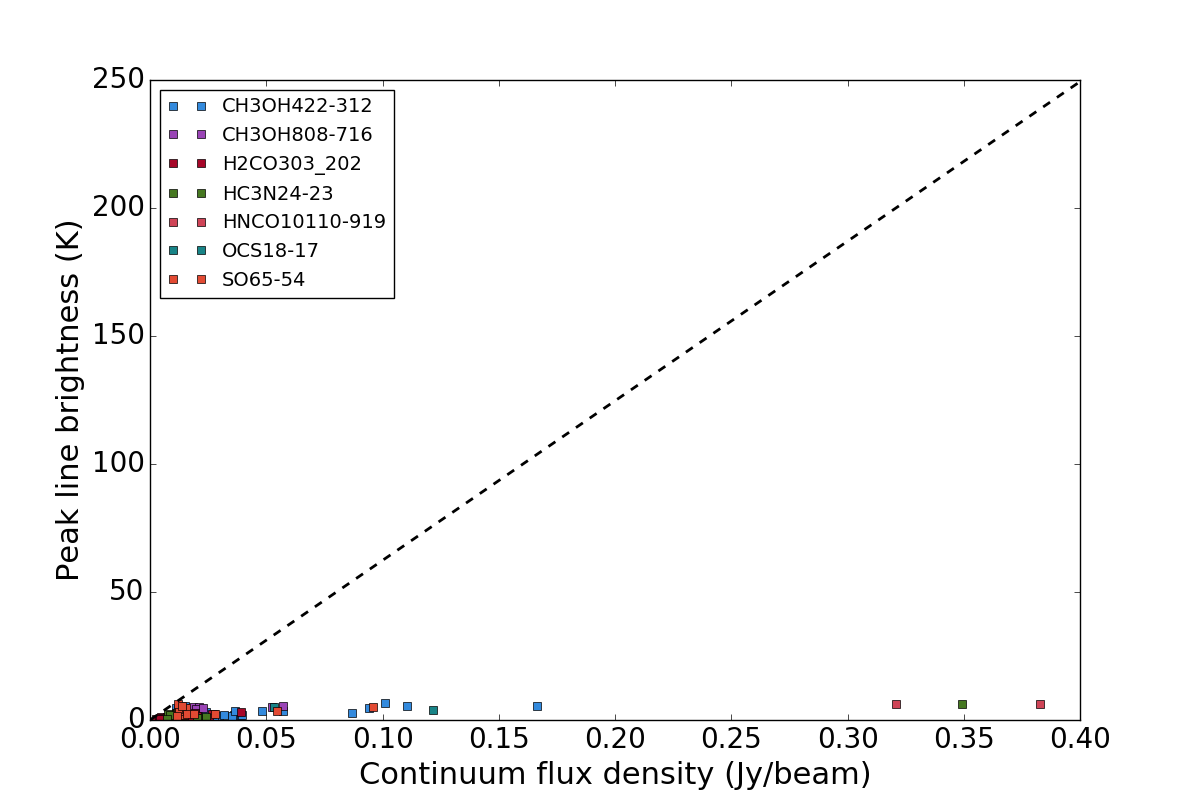 250
200
150
100
50
0
Peak line brightness (K)
CH3OH422-312
CH3OH808-716
H2CO303_202
HC3N24-23
HNCO10110-919
OCS18-17
SO65-54
0.00 0.05 0.10 0.15 0.20 0.25 0.30 0.35 0.40
Continuum flux density (Jy/beam)